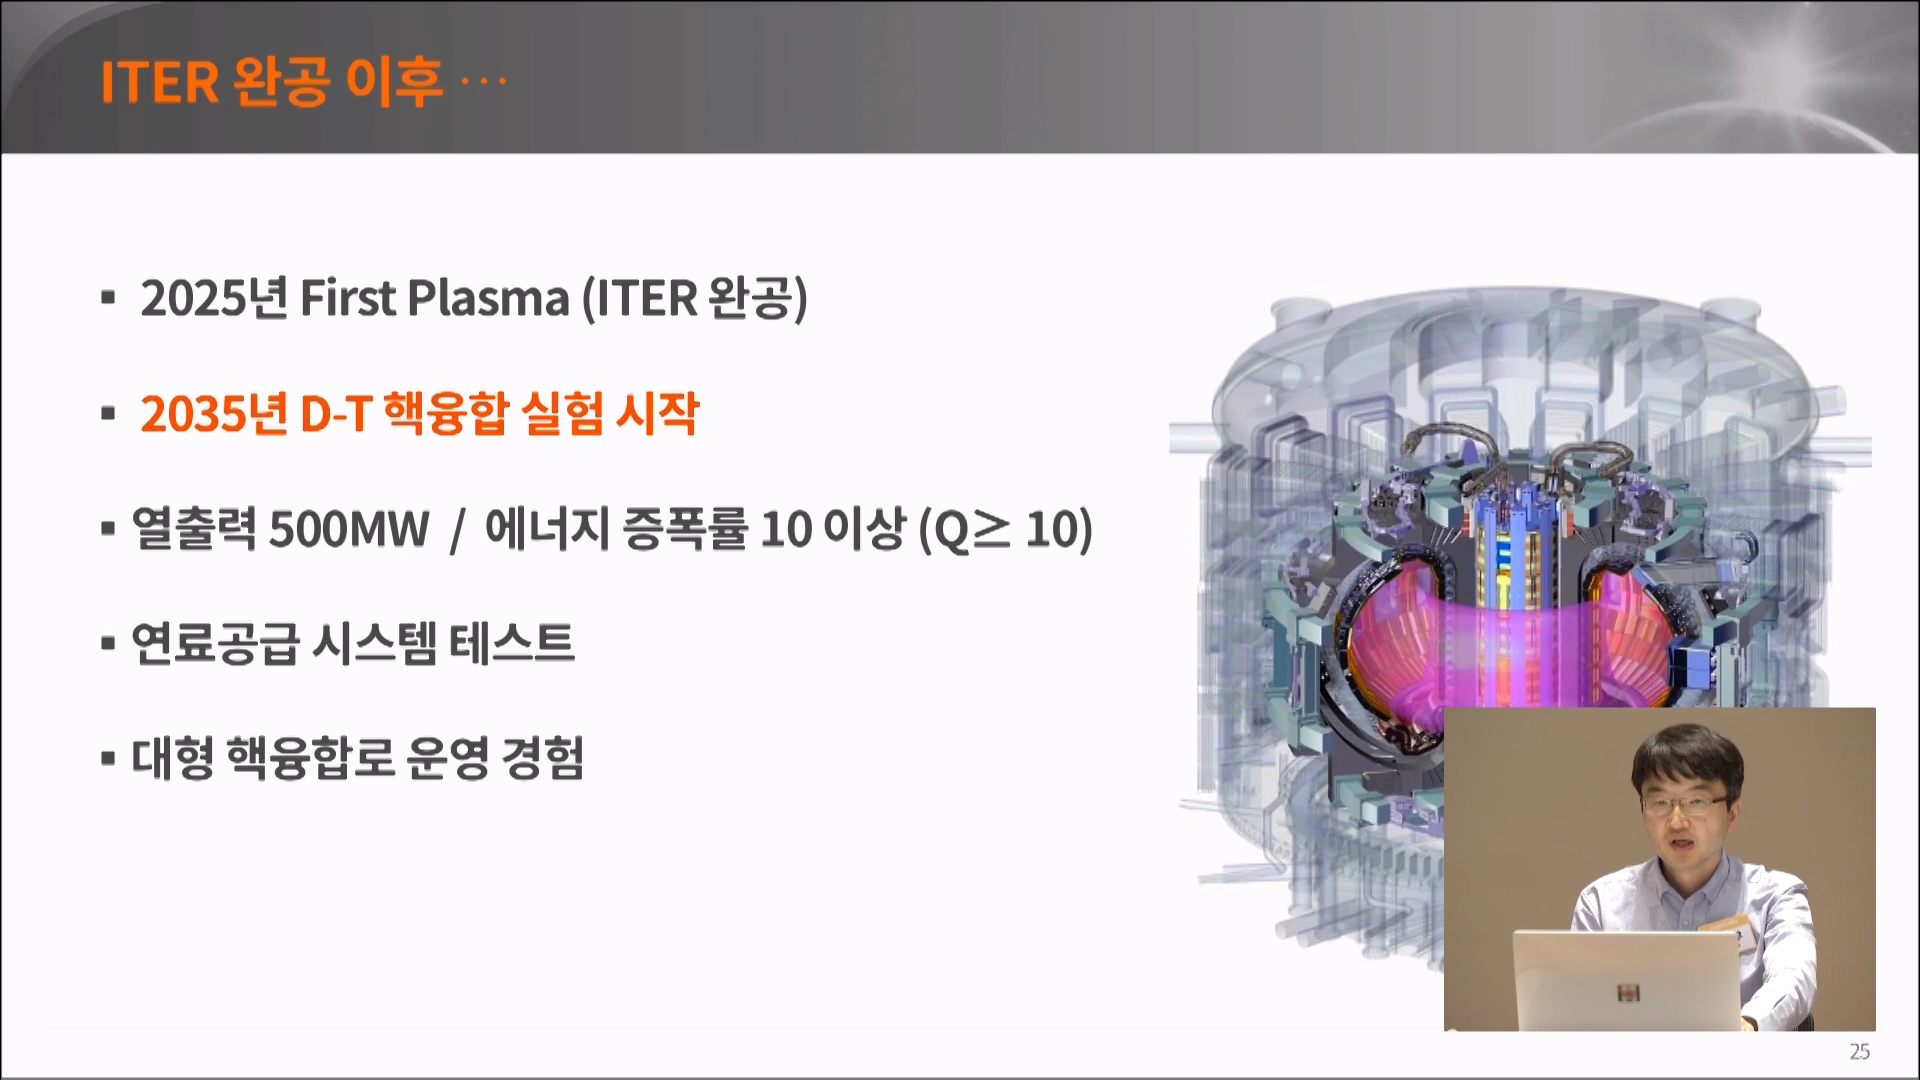 ITER 완공 이후 …
▪ 2025년 First Plasma (ITER 완공)
▪ 2035년 D-T 핵융합 실험 시작
▪ 열출력 500MW / 에너지 증폭률 10 이상 (Q≥ 10)
▪ 연료공급 시스템 테스트
▪ 대형 핵융합로 운영 경험
25